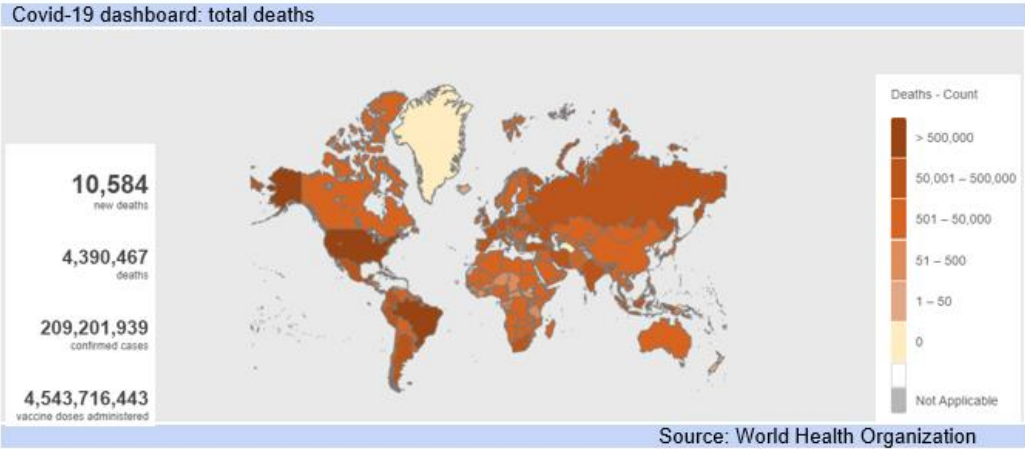 Covid-19 dashboard: total deaths
10,584
new deaths
4,390,467
deaths
209,201,939
confirmed cases
4,543,716,443
vaccine doses administered
Deaths - Count
> 500,000
50,001 – 500,000
501 – 50,000
51 – 500
1 – 50
0
Not Applicable
Source: World Health Organization